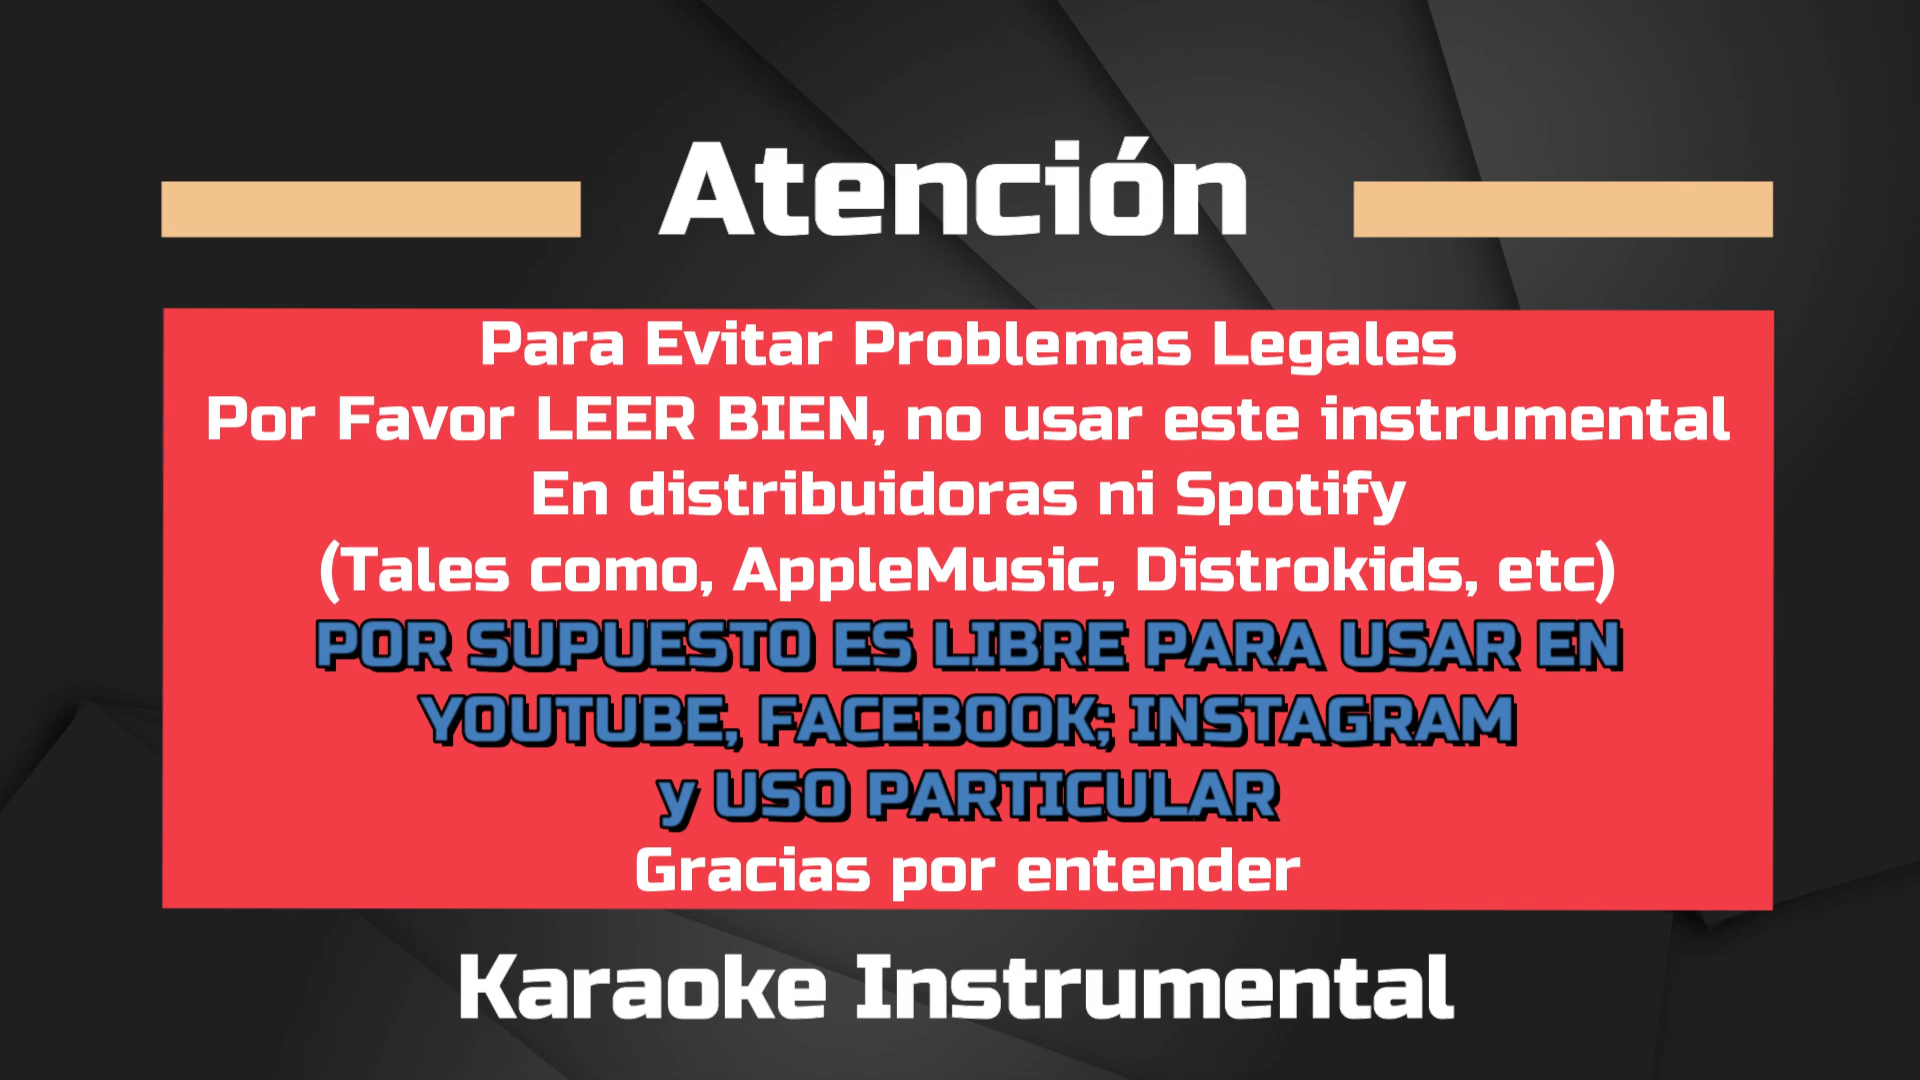 Atención
Para Evitar Problemas Legales
Por Favor LEER BIEN, no usar este instrumental
En distribuidoras ni Spotify
(Tales como, AppleMusic, Distrokids, etc)
POR SUPUESTO ES LIBRE PARA USAR EN
YOUTUBE, FACEBOOK; INSTAGRAM
y USO PARTICULAR
Gracias por entender
Karaoke Instrumental